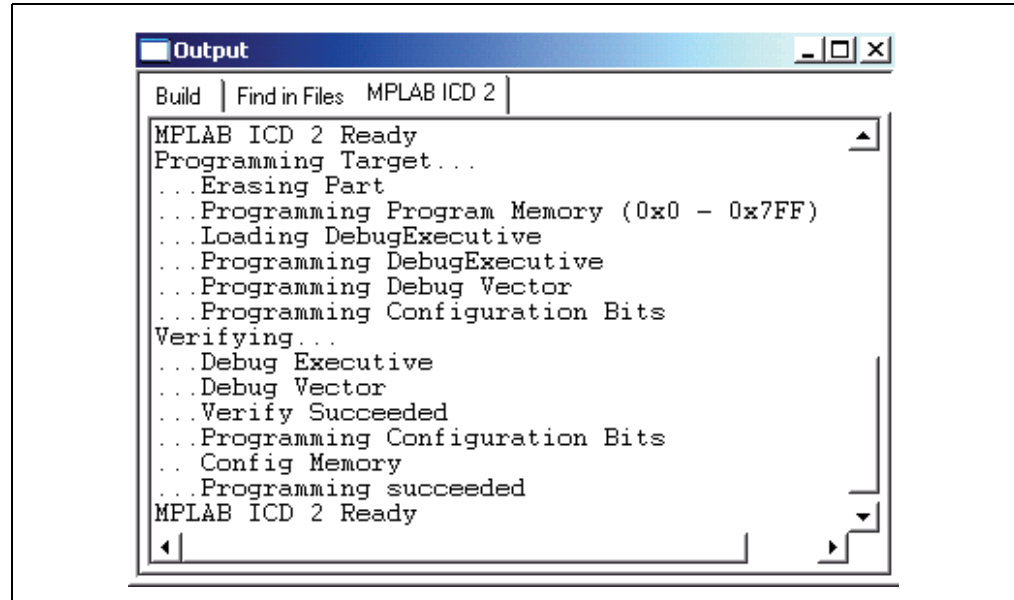 Output
Build Find in Files MPLAB ICD 2
MPLAB ICD 2 Ready
Programming Target...
...Erasing Part
...Programming Program Memory (0x0 - 0x7FF)
...Loading DebugExecutive
...Programming DebugExecutive
...Programming Debug Vector
...Programming Configuration Bits
Verifying...
...Debug Executive
...Debug Vector
...Verify Succeeded
...Programming Configuration Bits
.. Config Memory
...Programming succeeded
MPLAB ICD 2 Ready